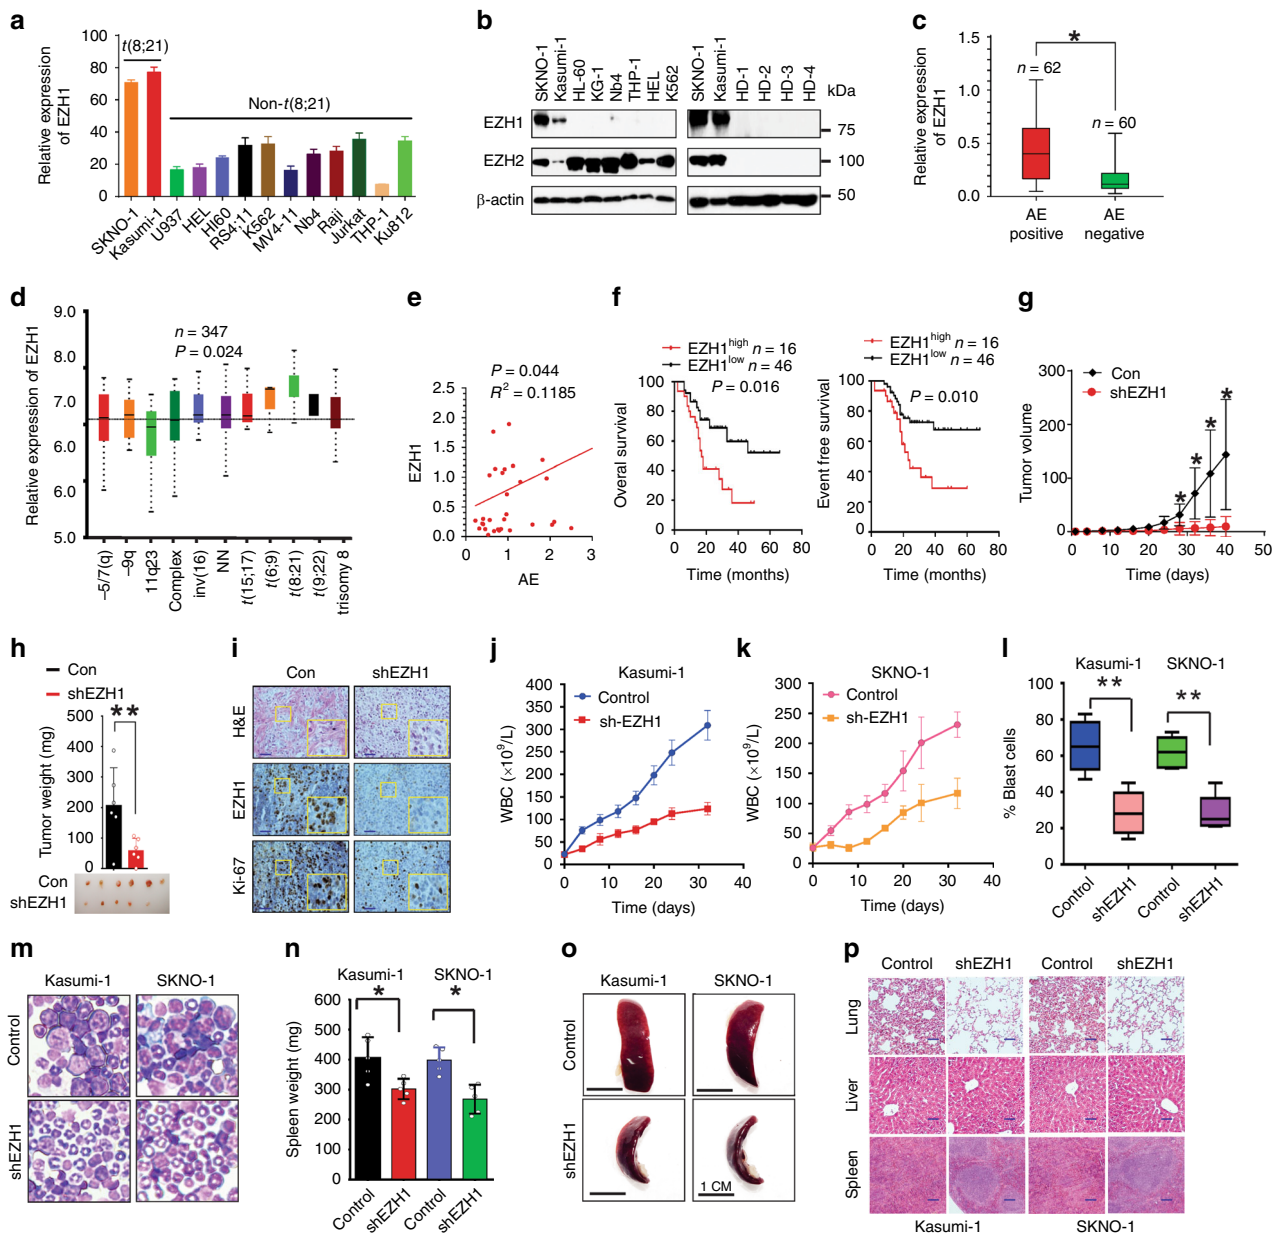 a
Relative expression of EZH1
100
80
60
40
20
0
t(8;21)
Non-t(8;21)
SKNO-1
Kasumi-1
U937
HEL
Hl60
RS4;11
K562
MV4-11
Nb4
Raji
Jurkat
THP-1
Ku812
b
SKNO-1
Kasumi-1
HL-60
KG-1
Nb4
THP-1
HEL
K562
SKNO-1
Kasumi-1
HD-1
HD-2
HD-3
HD-4
kDa
EZH1
75
EZH2
100
β-actin
50
c
Relative expression of EZH1
1.5
1.0
0.5
0.0
*
n = 62
n = 60
AE positive
AE negative
d
Relative expression of EZH1
9.0
8.0
7.0
6.0
6.0
5.0
n = 347
P = 0.024
–5/7(q)
–9q
11q23
Complex
inv(16)
NN
t(15;17)
t(6;9)
t(8:21)
t(9;22)
trisomy 8
e
P = 0.044
R² = 0.1185
EZH1
2.5
2.0
1.5
1.0
0.5
0.0
0
1
2
3
AE
f
EZH1high n = 16
EZH1low n = 46
P = 0.016
Overal survival
100
80
60
40
20
0 20 40 60 80
Time (months)
EZH1high n = 16
EZH1low n = 46
P = 0.010
Event free survival
100
80
60
40
20
0
0 20 40 60 80
Time (months)
g
Con
shEZH1
Tumor volume
300
200
100
0
* * * *
0 10 20 30 40 50
Time (days)
h
Con
shEZH1
Tumor weight (mg)
500
400
300
200
100
0
**
Con
shEZH1
i
Con
shEZH1
H&E
EZH1
Ki-67
j
Kasumi-1
Control
sh-EZH1
WBC (×10⁹/L)
400
350
300
250
200
150
100
50
0
0 20 40 60
Time (days)
k
SKNO-1
Control
sh-EZH1
WBC (×10⁹/L)
300
250
200
150
100
50
0
0 20 40
Time (days)
l
Kasumi-1
SKNO-1
**
**
% Blast cells
100
80
60
40
20
0
Control
shEZH1
Control
shEZH1
m
Kasumi-1
SKNO-1
Control
shEZH1
n
Kasumi-1
SKNO-1
*
*
Spleen weight (mg)
600
500
400
300
200
100
0
Control
shEZH1
Control
shEZH1
o
Kasumi-1
SKNO-1
Control
shEZH1
1 CM
p
Control
shEZH1
Control
shEZH1
Lung
Liver
Spleen
Kasumi-1
SKNO-1